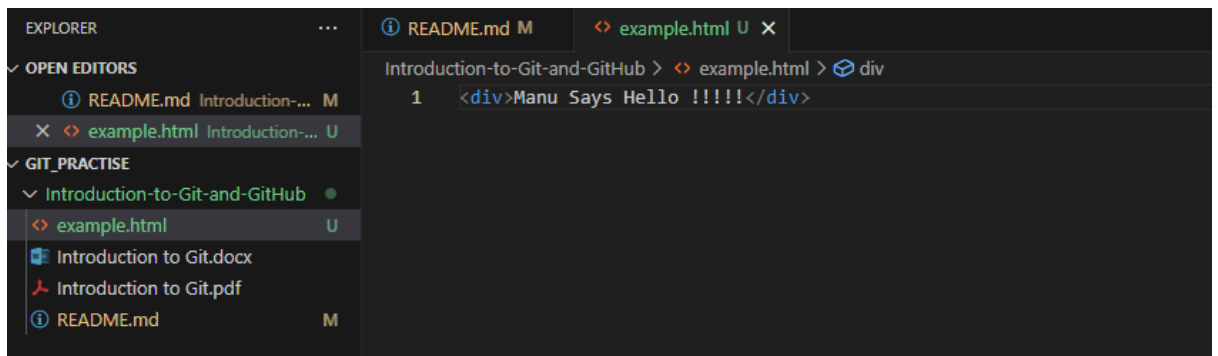 EXPLORER ...
OPEN EDITORS
README.md Introduction-... M
example.html Introduction-... U
GIT_PRACTISE
Introduction-to-Git-and-GitHub
example.html U
Introduction to Git.docx
Introduction to Git.pdf
README.md M
README.md M example.html U
Introduction-to-Git-and-GitHub > example.html > div
1 <div>Manu Says Hello !!!!!</div>